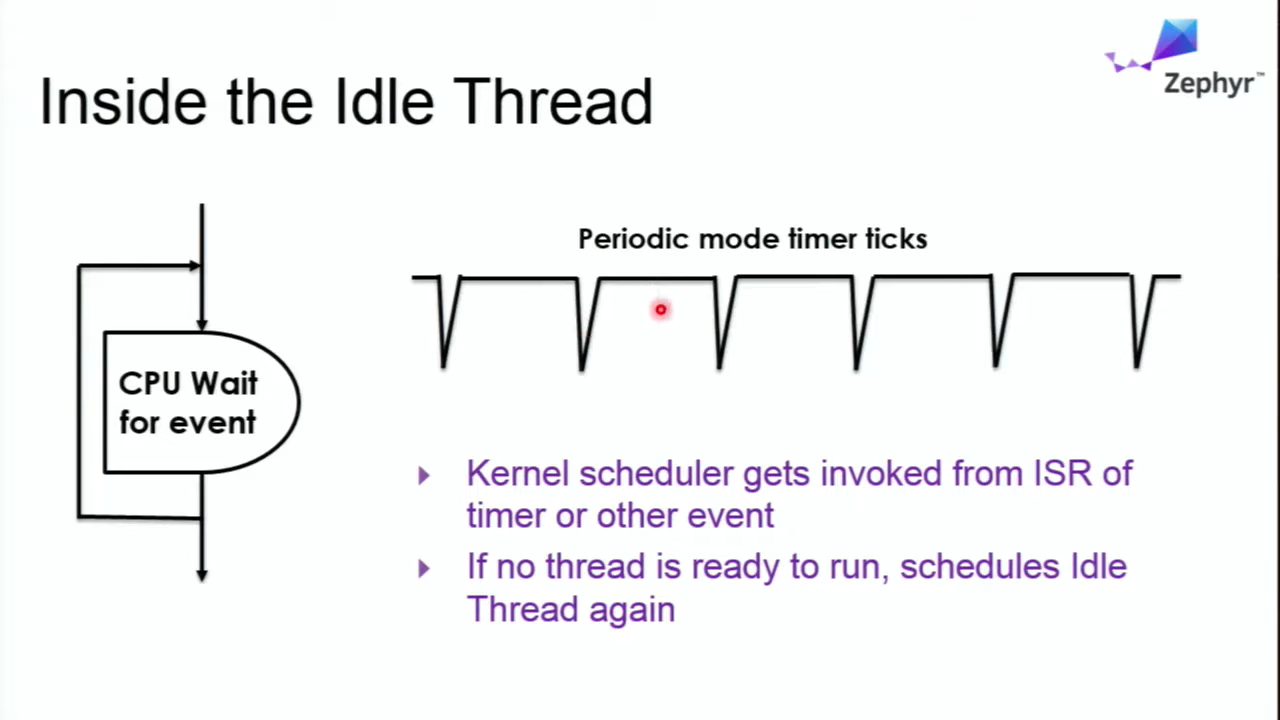 Zephyr™
Inside the Idle Thread
Periodic mode timer ticks
CPU Wait
for event
Kernel scheduler gets invoked from ISR of
timer or other event
If no thread is ready to run, schedules Idle
Thread again